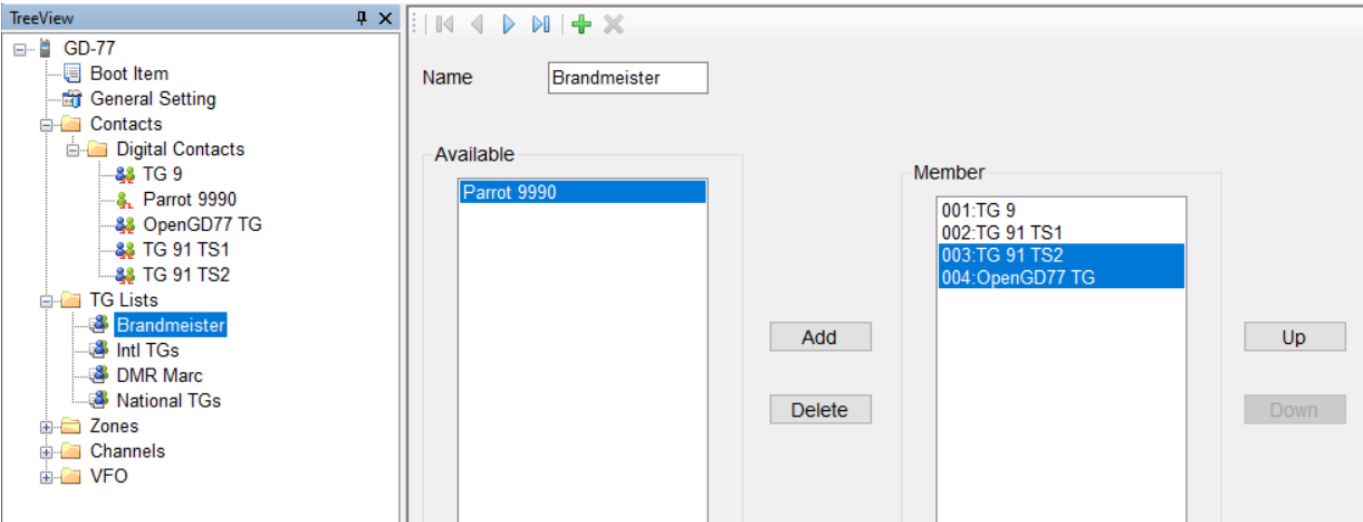 TreeView
GD-77
Boot Item
General Setting
Contacts
Digital Contacts
TG 9
Parrot 9990
OpenGD77 TG
TG 91 TS1
TG 91 TS2
TG Lists
Brandmeister
Intl TGs
DMR Marc
National TGs
Zones
Channels
VFO
Name
Brandmeister
Available
Parrot 9990
Add
Delete
Member
001:TG 9
002:TG 91 TS1
003:TG 91 TS2
004:OpenGD77 TG
Up
Down